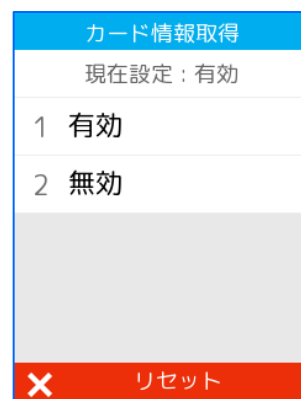 カード情報取得
現在設定：有効
1 有効
2 無効
リセット